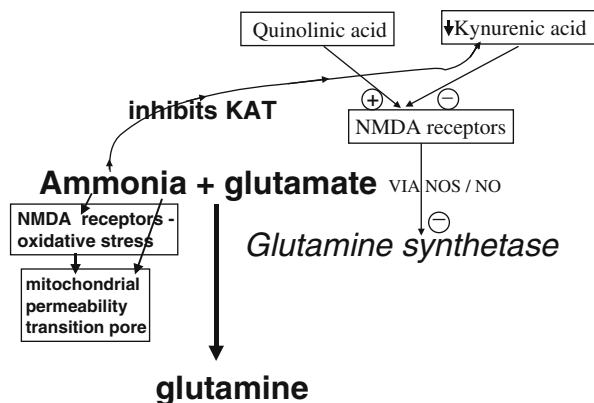 Quinolinic acid
Kynurenic acid
inhibits KAT
+
−
NMDA receptors
Ammonia + glutamate
VIA NOS / NO
NMDA receptors -
oxidative stress
−
Glutamine synthetase
mitochondrial
permeability
transition pore
glutamine